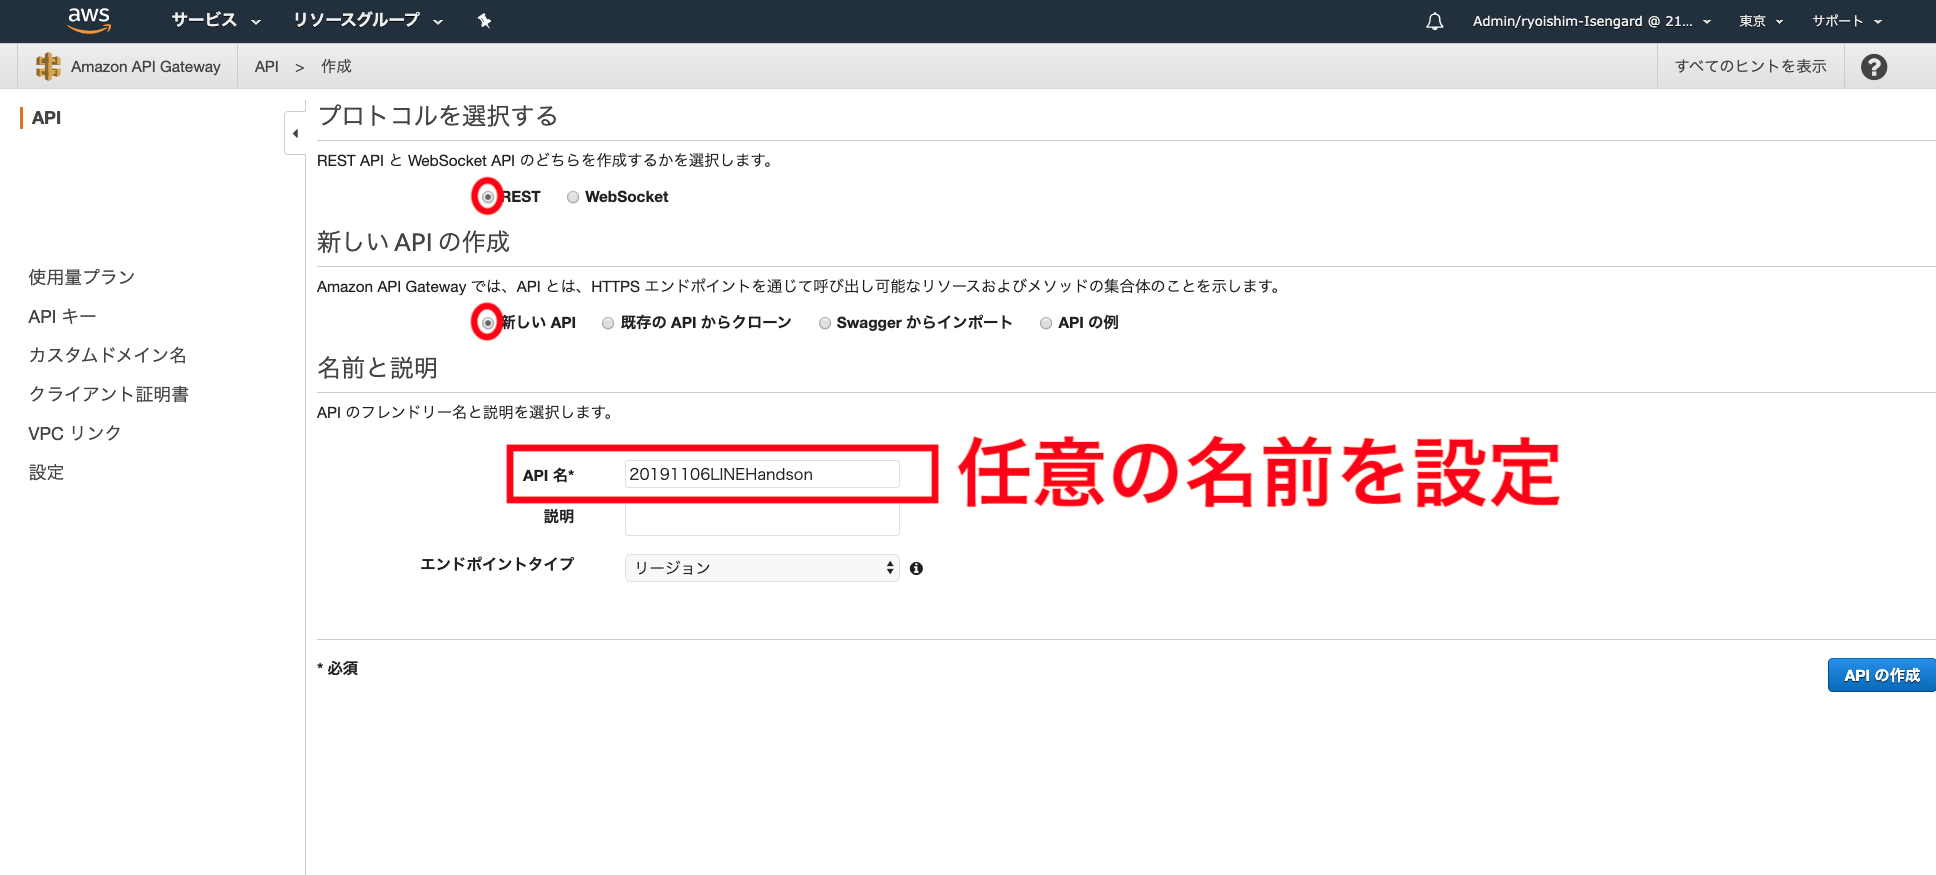 aws サービス リソースグループ Admin/ryoishim-Isengard @ 21... 東京 サポート
Amazon API Gateway API > 作成 すべてのヒントを表示 ?
API
使用量プラン
API キー
カスタムドメイン名
クライアント証明書
VPC リンク
設定
プロトコルを選択する
REST API と WebSocket API のどちらを作成するかを選択します。
REST WebSocket
新しい API の作成
Amazon API Gateway では、API とは、HTTPS エンドポイントを通じて呼び出し可能なリソースおよびメソッドの集合体のことを示します。
新しい API 既存の API からクローン Swagger からインポート API の例
名前と説明
API のフレンドリー名と説明を選択します。
API 名* 20191106LINEHandson 任意の名前を設定
説明
エンドポイントタイプ リージョン
* 必須
API の作成